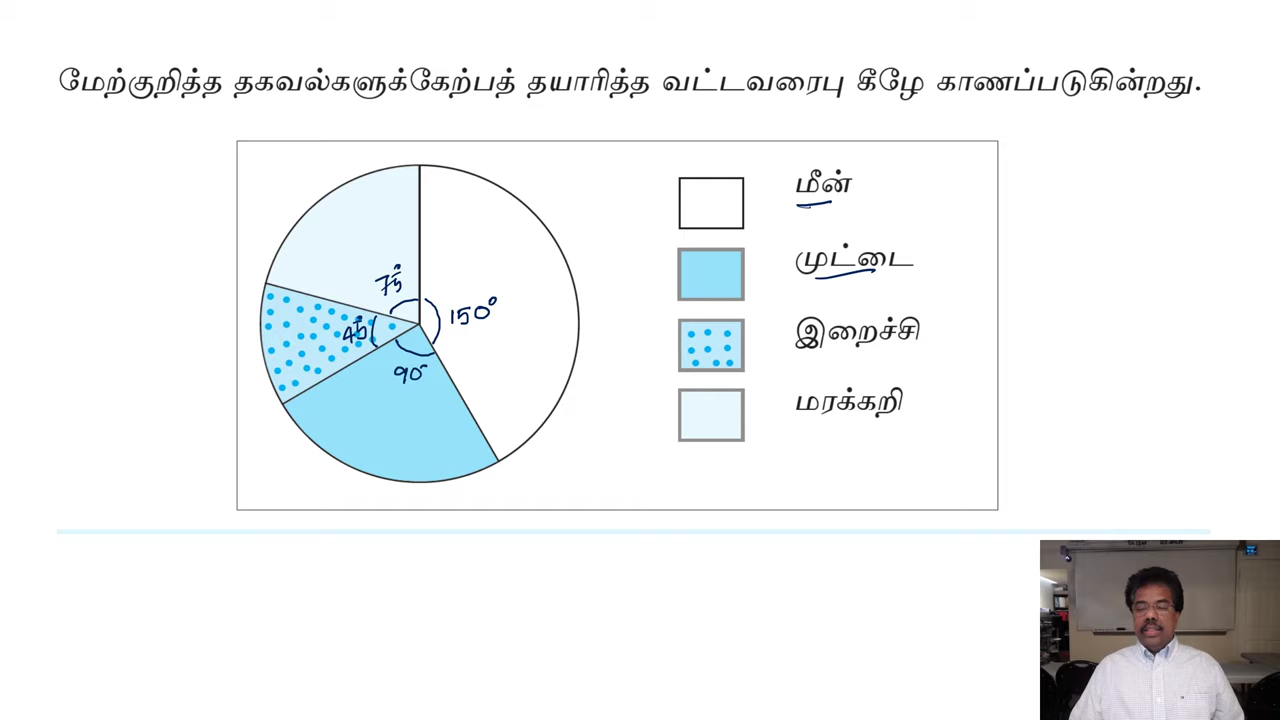 மேற்குறித்த தகவல்களுக்கேற்பத் தயாரித்த வட்டவரைபு கீழே காணப்படுகின்றது.
மீன்
முட்டை
இறைச்சி
மரக்கறி
75°
150°
45°
90°